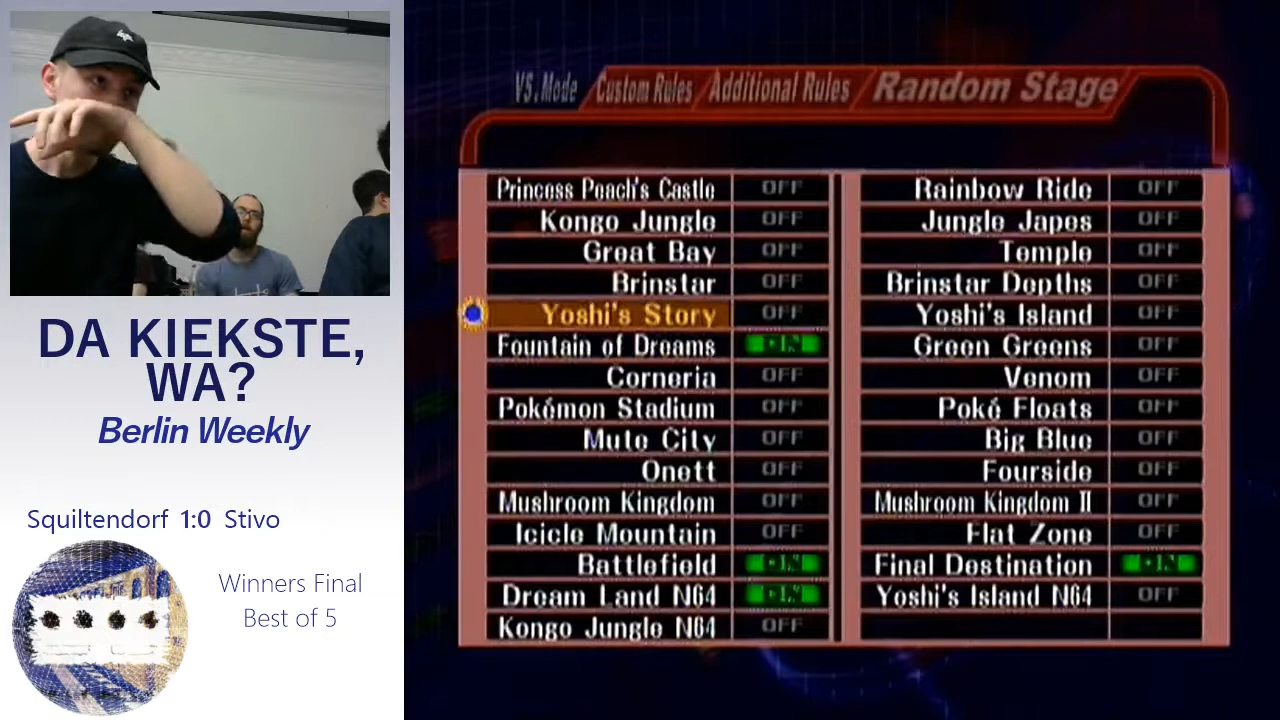 DA KIEKSTE,
WA?
Berlin Weekly
Squiltendorf 1:0 Stivo
Winners Final
Best of 5
VS. Mode Custom Rules Additional Rules Random Stage
Princess Peach's Castle OFF Rainbow Ride OFF
Kongo Jungle OFF Jungle Japes OFF
Great Bay OFF Temple OFF
Brinstar OFF Brinstar Depths OFF
Yoshi's Story OFF Yoshi's Island OFF
Fountain of Dreams ON Green Greens OFF
Corneria OFF Venom OFF
Pokémon Stadium OFF Poké Floats OFF
Mute City OFF Big Blue OFF
Onett OFF Fourside OFF
Mushroom Kingdom OFF Mushroom Kingdom II OFF
Icicle Mountain OFF Flat Zone OFF
Battlefield ON Final Destination ON
Dream Land N64 ON Yoshi's Island N64 OFF
Kongo Jungle N64 OFF